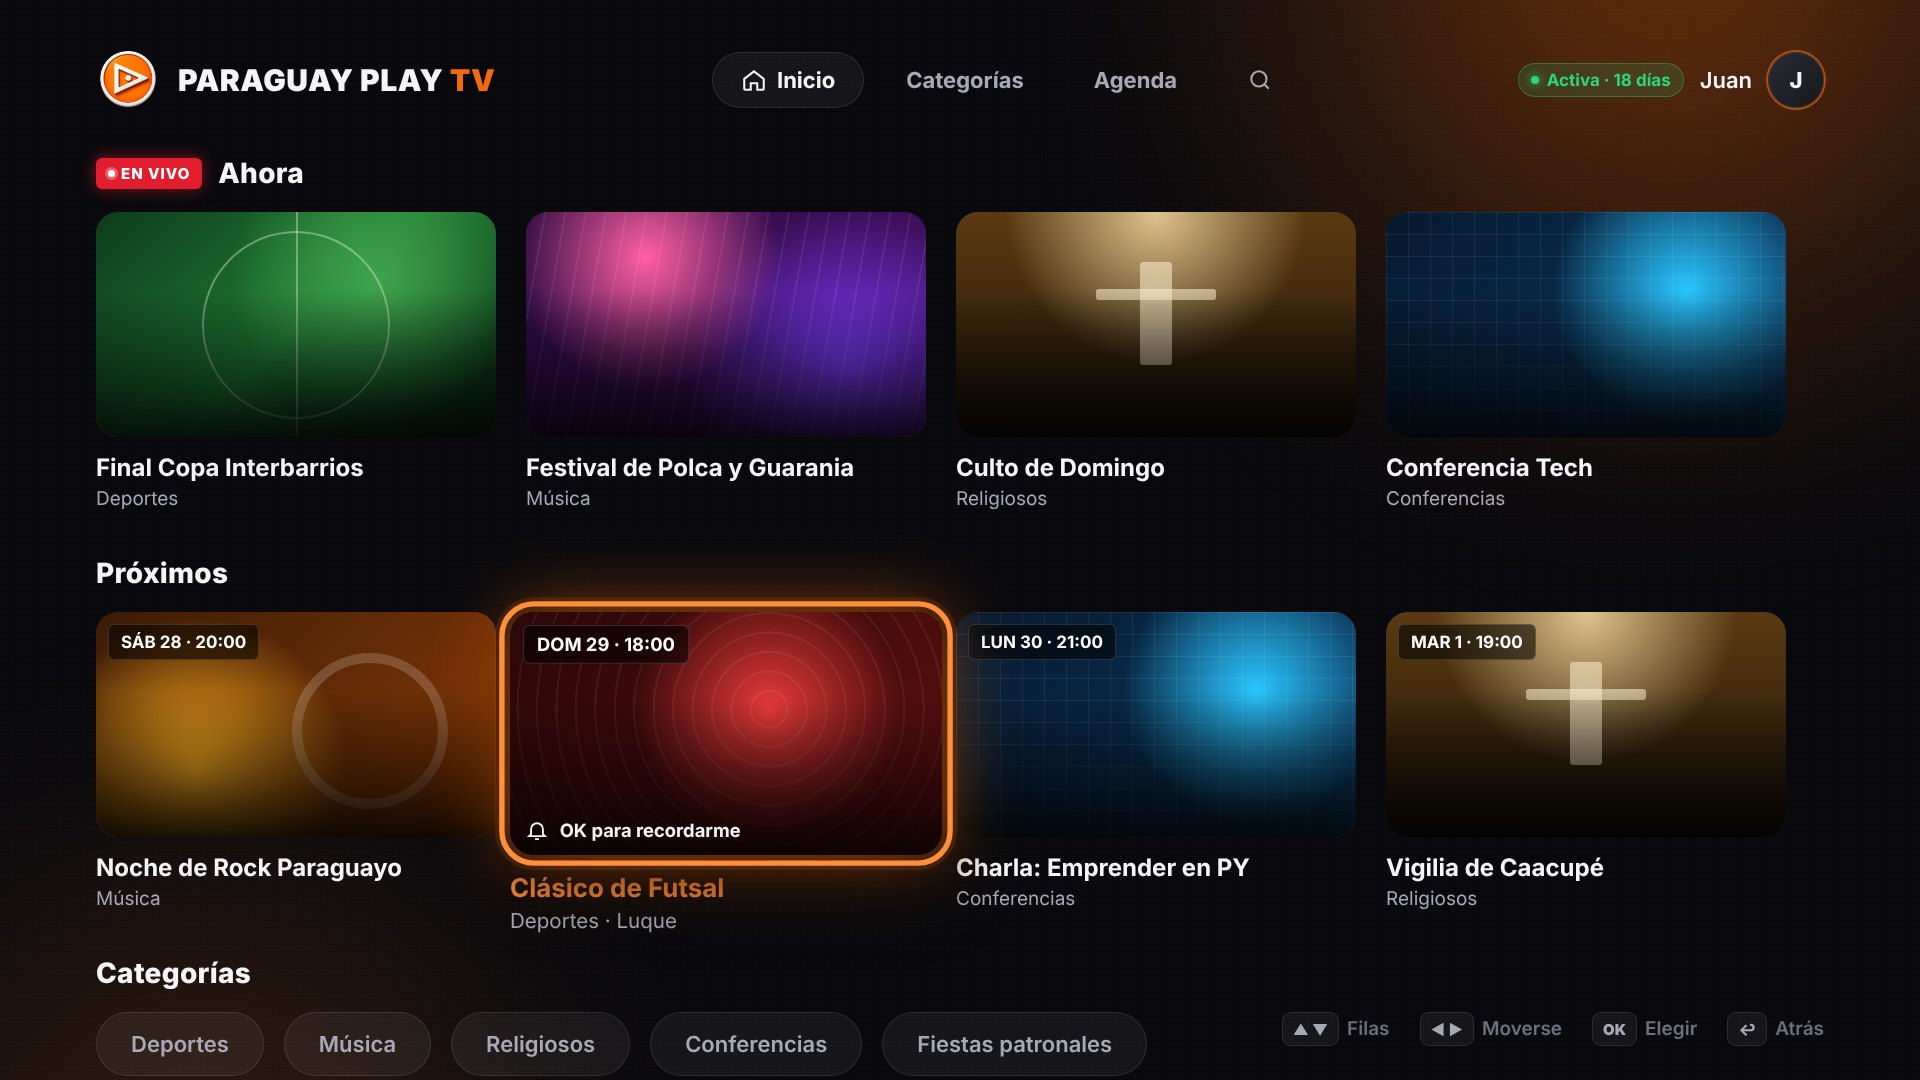 PARAGUAY PLAY TV
Inicio
Categorías
Agenda
Activa · 18 días
Juan
J
EN VIVO
Ahora
Final Copa Interbarrios
Deportes
Festival de Polca y Guarania
Música
Culto de Domingo
Religiosos
Conferencia Tech
Conferencias
Próximos
SÁB 28 · 20:00
Noche de Rock Paraguayo
Música
DOM 29 · 18:00
OK para recordarme
Clásico de Futsal
Deportes · Luque
LUN 30 · 21:00
Charla: Emprender en PY
Conferencias
MAR 1 · 19:00
Vigilia de Caacupé
Religiosos
Categorías
Deportes
Música
Religiosos
Conferencias
Fiestas patronales
▲▼ Filas
◀▶ Moverse
OK Elegir
↩ Atrás